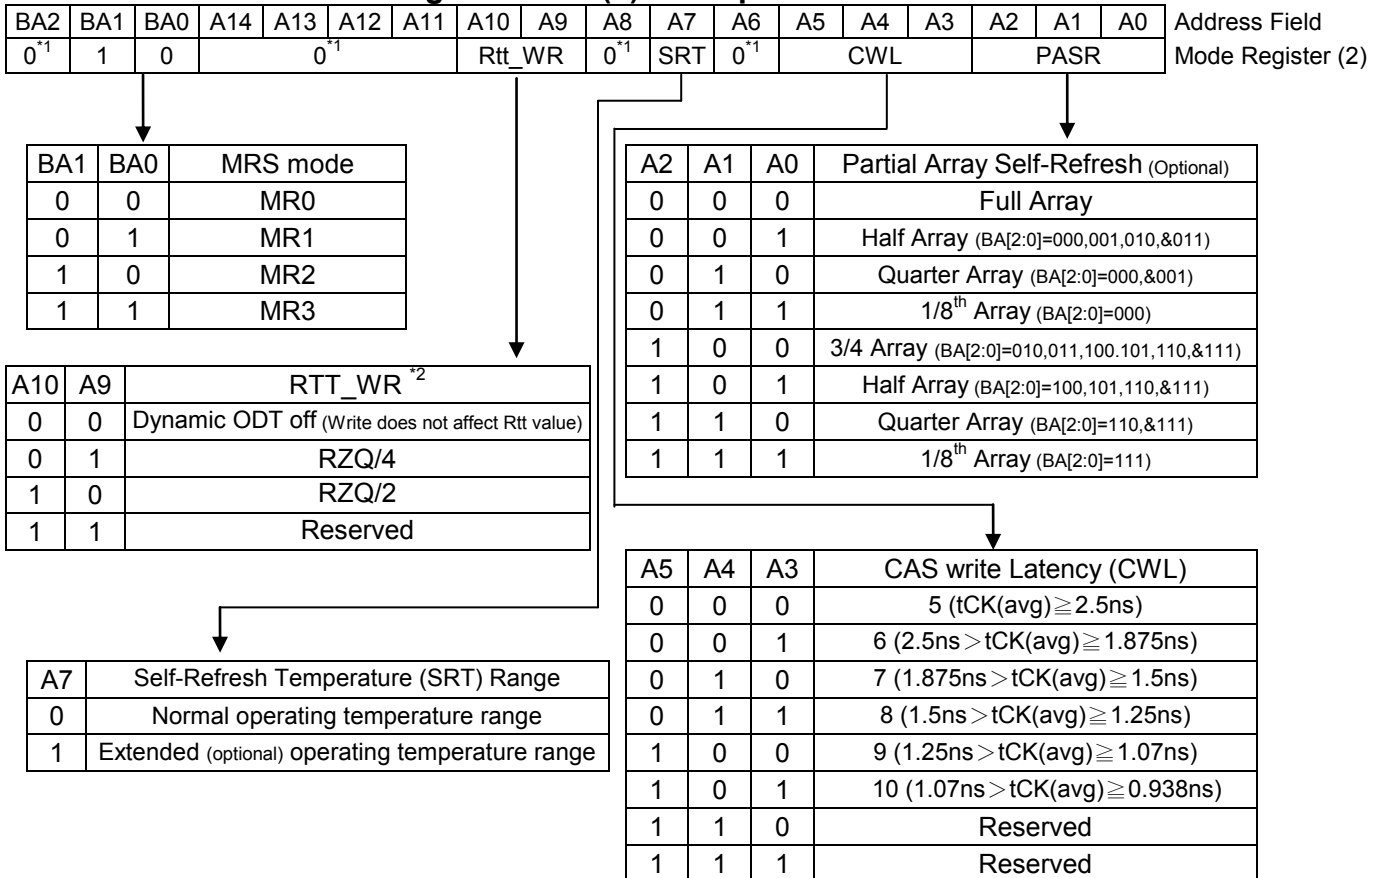 BA2 BA1 BA0 A14 A13 A12 A11 A10 A9 A8 A7 A6 A5 A4 A3 A2 A1 A0 Address Field
0*1 1 0 0*1 Rtt_WR 0*1 SRT 0*1 CWL PASR Mode Register (2)
BA1 BA0 MRS mode
0 0 MR0
0 1 MR1
1 0 MR2
1 1 MR3
A2 A1 A0 Partial Array Self-Refresh (Optional)
0 0 0 Full Array
0 0 1 Half Array (BA[2:0]=000,001,010,&011)
0 1 0 Quarter Array (BA[2:0]=000,&001)
0 1 1 1/8th Array (BA[2:0]=000)
1 0 0 3/4 Array (BA[2:0]=010,011,100.101,110,&111)
1 0 1 Half Array (BA[2:0]=100,101,110,&111)
1 1 0 Quarter Array (BA[2:0]=110,&111)
1 1 1 1/8th Array (BA[2:0]=111)
A10 A9 RTT_WR *2
0 0 Dynamic ODT off (Write does not affect Rtt value)
0 1 RZQ/4
1 0 RZQ/2
1 1 Reserved
A5 A4 A3 CAS write Latency (CWL)
0 0 0 5 (tCK(avg)≧2.5ns)
0 0 1 6 (2.5ns>tCK(avg)≧1.875ns)
0 1 0 7 (1.875ns>tCK(avg)≧1.5ns)
0 1 1 8 (1.5ns>tCK(avg)≧1.25ns)
1 0 0 9 (1.25ns>tCK(avg)≧1.07ns)
1 0 1 10 (1.07ns>tCK(avg)≧0.938ns)
1 1 0 Reserved
1 1 1 Reserved
A7 Self-Refresh Temperature (SRT) Range
0 Normal operating temperature range
1 Extended (optional) operating temperature range